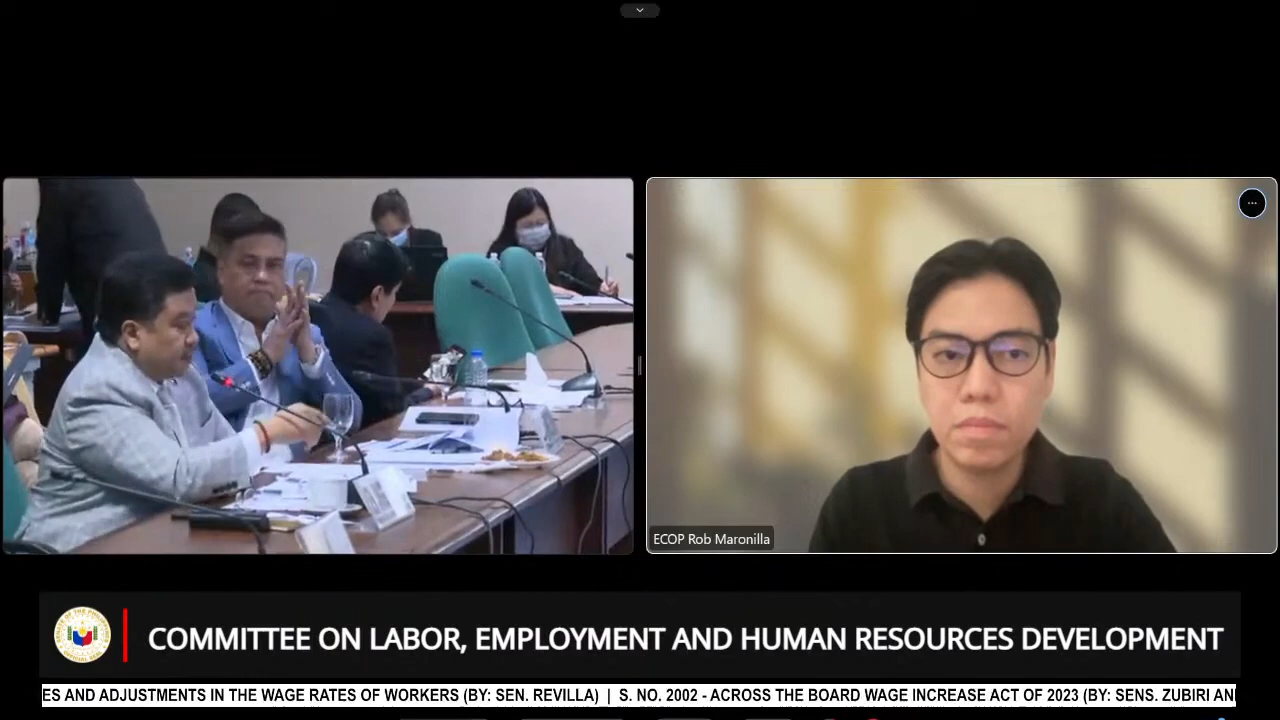 ECOP Rob Maronilla
COMMITTEE ON LABOR, EMPLOYMENT AND HUMAN RESOURCES DEVELOPMENT
ES AND ADJUSTMENTS IN THE WAGE RATES OF WORKERS (BY: SEN. REVILLA) | S. NO. 2002 - ACROSS THE BOARD WAGE INCREASE ACT OF 2023 (BY: SENS. ZUBIRI AN